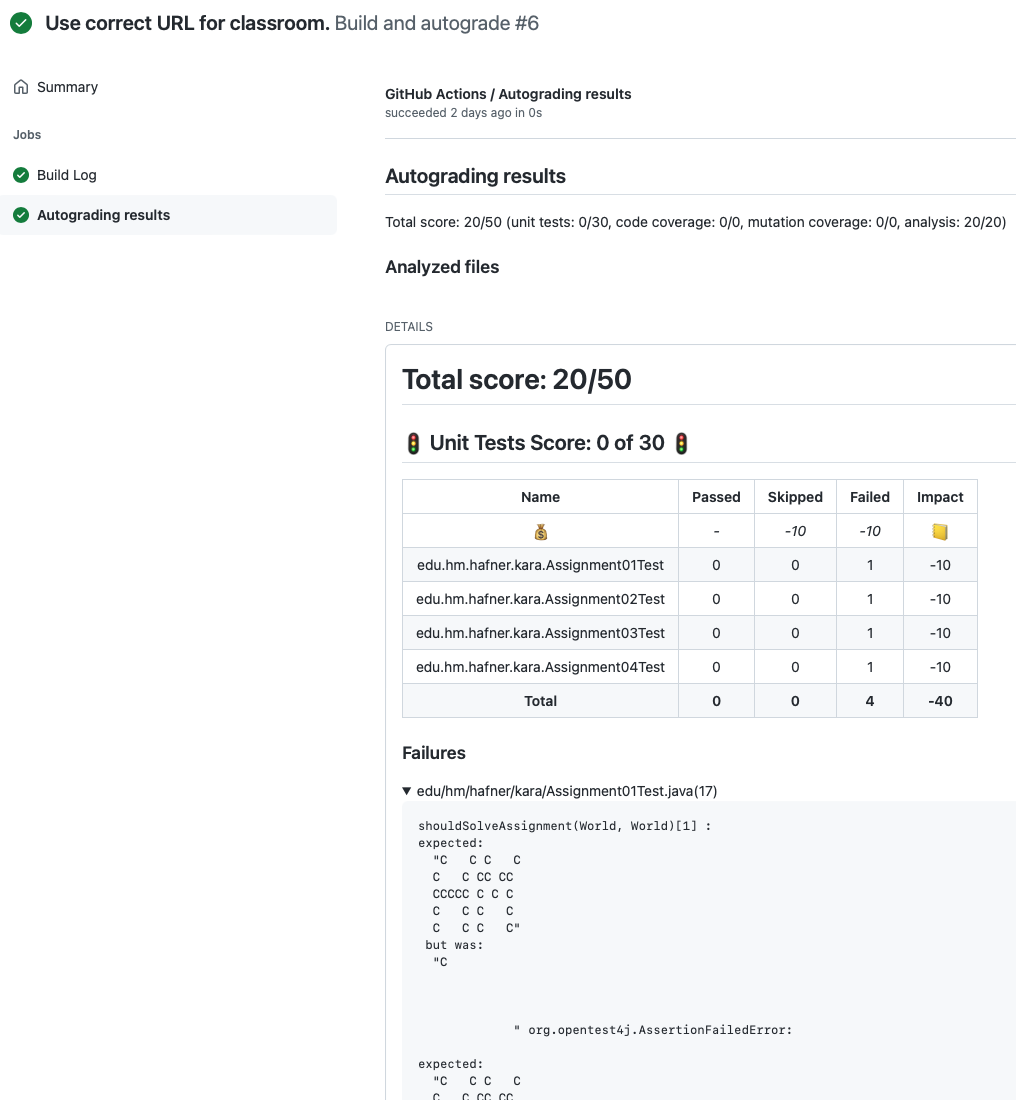 Use correct URL for classroom. Build and autograde #6
Summary
Jobs
Build Log
Autograding results
GitHub Actions / Autograding results
succeeded 2 days ago in 0s
Autograding results
Total score: 20/50 (unit tests: 0/30, code coverage: 0/0, mutation coverage: 0/0, analysis: 20/20)
Analyzed files
DETAILS
Total score: 20/50
🚦 Unit Tests Score: 0 of 30 🚦
Name Passed Skipped Failed Impact
💰 - -10 -10 📒
edu.hm.hafner.kara.Assignment01Test 0 0 1 -10
edu.hm.hafner.kara.Assignment02Test 0 0 1 -10
edu.hm.hafner.kara.Assignment03Test 0 0 1 -10
edu.hm.hafner.kara.Assignment04Test 0 0 1 -10
Total 0 0 4 -40
Failures
▼ edu/hm/hafner/kara/Assignment01Test.java(17)
shouldSolveAssignment(World, World)[1] :
expected:
  "C   C C   C
  C   C CC CC
  CCCCC C C C
  C   C C   C
  C   C C   C"
 but was:
  "C
             " org.opentest4j.AssertionFailedError:
expected:
  "C   C C   C
  C   C CC CC